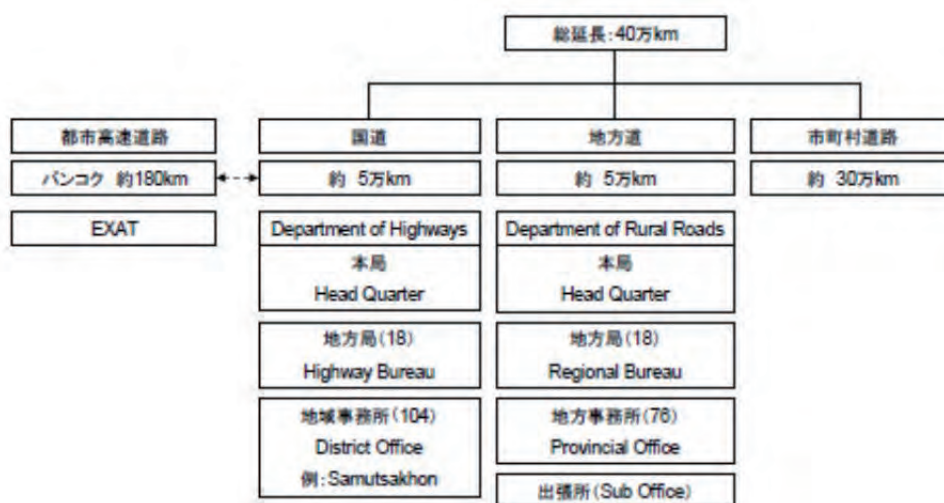 総延長:40万km
都市高速道路
国道
地方道
市町村道路
バンコク 約180km
約 5万km
約 5万km
約 30万km
EXAT
Department of Highways
本局
Head Quarter
地方局(18)
Highway Bureau
地域事務所(104)
District Office
例:Samutsakhon
Department of Rural Roads
本局
Head Quarter
地方局(18)
Regional Bureau
地方事務所(76)
Provincial Office
出張所(Sub Office)